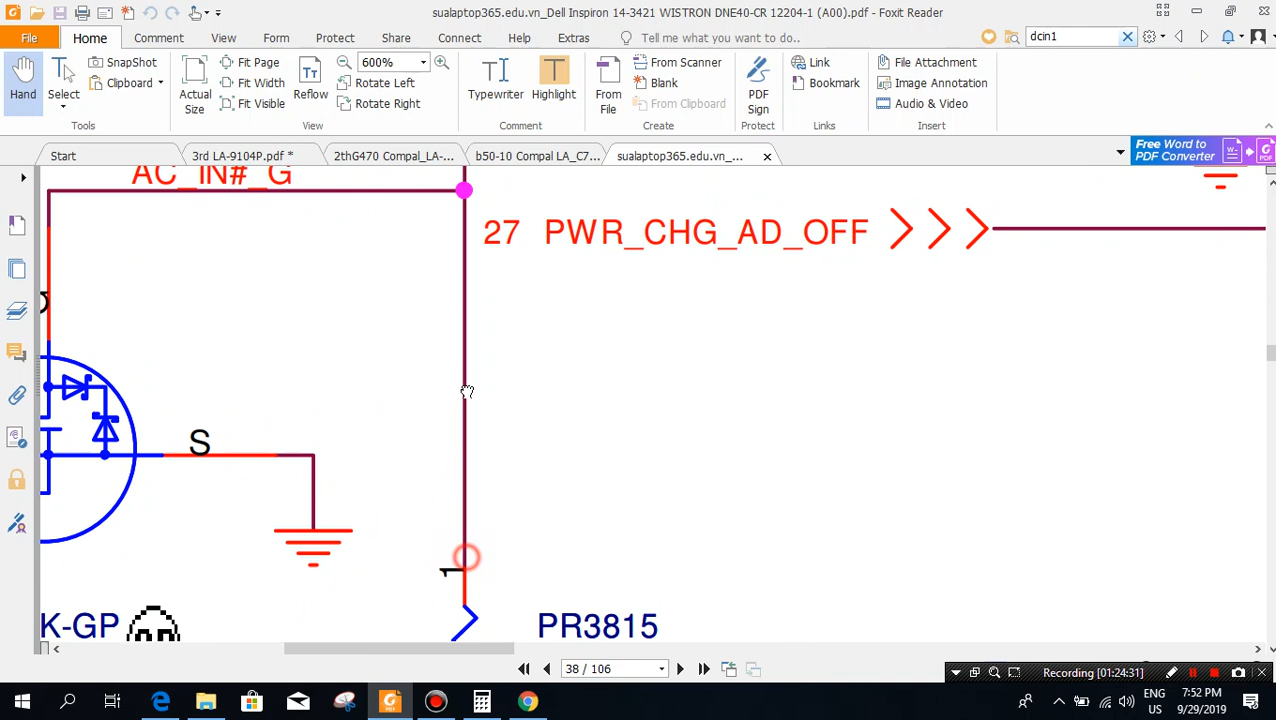 sualaptop365.edu.vn_Dell Inspiron 14-3421 WISTRON DNE40-CR 12204-1 (A00).pdf - Foxit Reader
File Home Comment View Form Protect Share Connect Help Extras Tell me what you want to do... dcin1
Hand
Select
SnapShot
Clipboard
Tools
Actual Size
Fit Page
Fit Width
Fit Visible
Reflow
600%
Rotate Left
Rotate Right
View
Typewriter
Highlight
Comment
From File
From Scanner
Blank
From Clipboard
Create
PDF Sign
Protect
Link
Bookmark
Links
File Attachment
Image Annotation
Audio & Video
Insert
Start 3rd LA-9104P.pdf * 2thG470 Compal_LA-... b50-10 Compal LA_C7... sualaptop365.edu.vn_...
Free Word to PDF Converter
AC_IN#_G
27 PWR_CHG_AD_OFF
S
1
K-GP
PR3815
38 / 106
Recording [01:24:31]
ENG
US
7:52 PM
9/29/2019